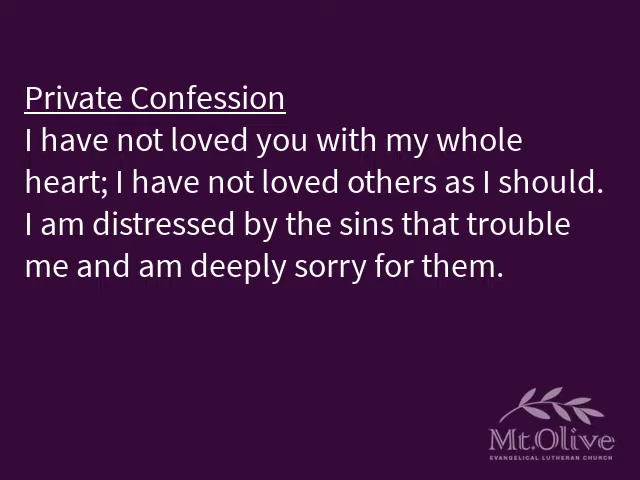 Private Confession
I have not loved you with my whole
heart; I have not loved others as I should.
I am distressed by the sins that trouble
me and am deeply sorry for them.
Mt.Olive
EVANGELICAL LUTHERAN CHURCH